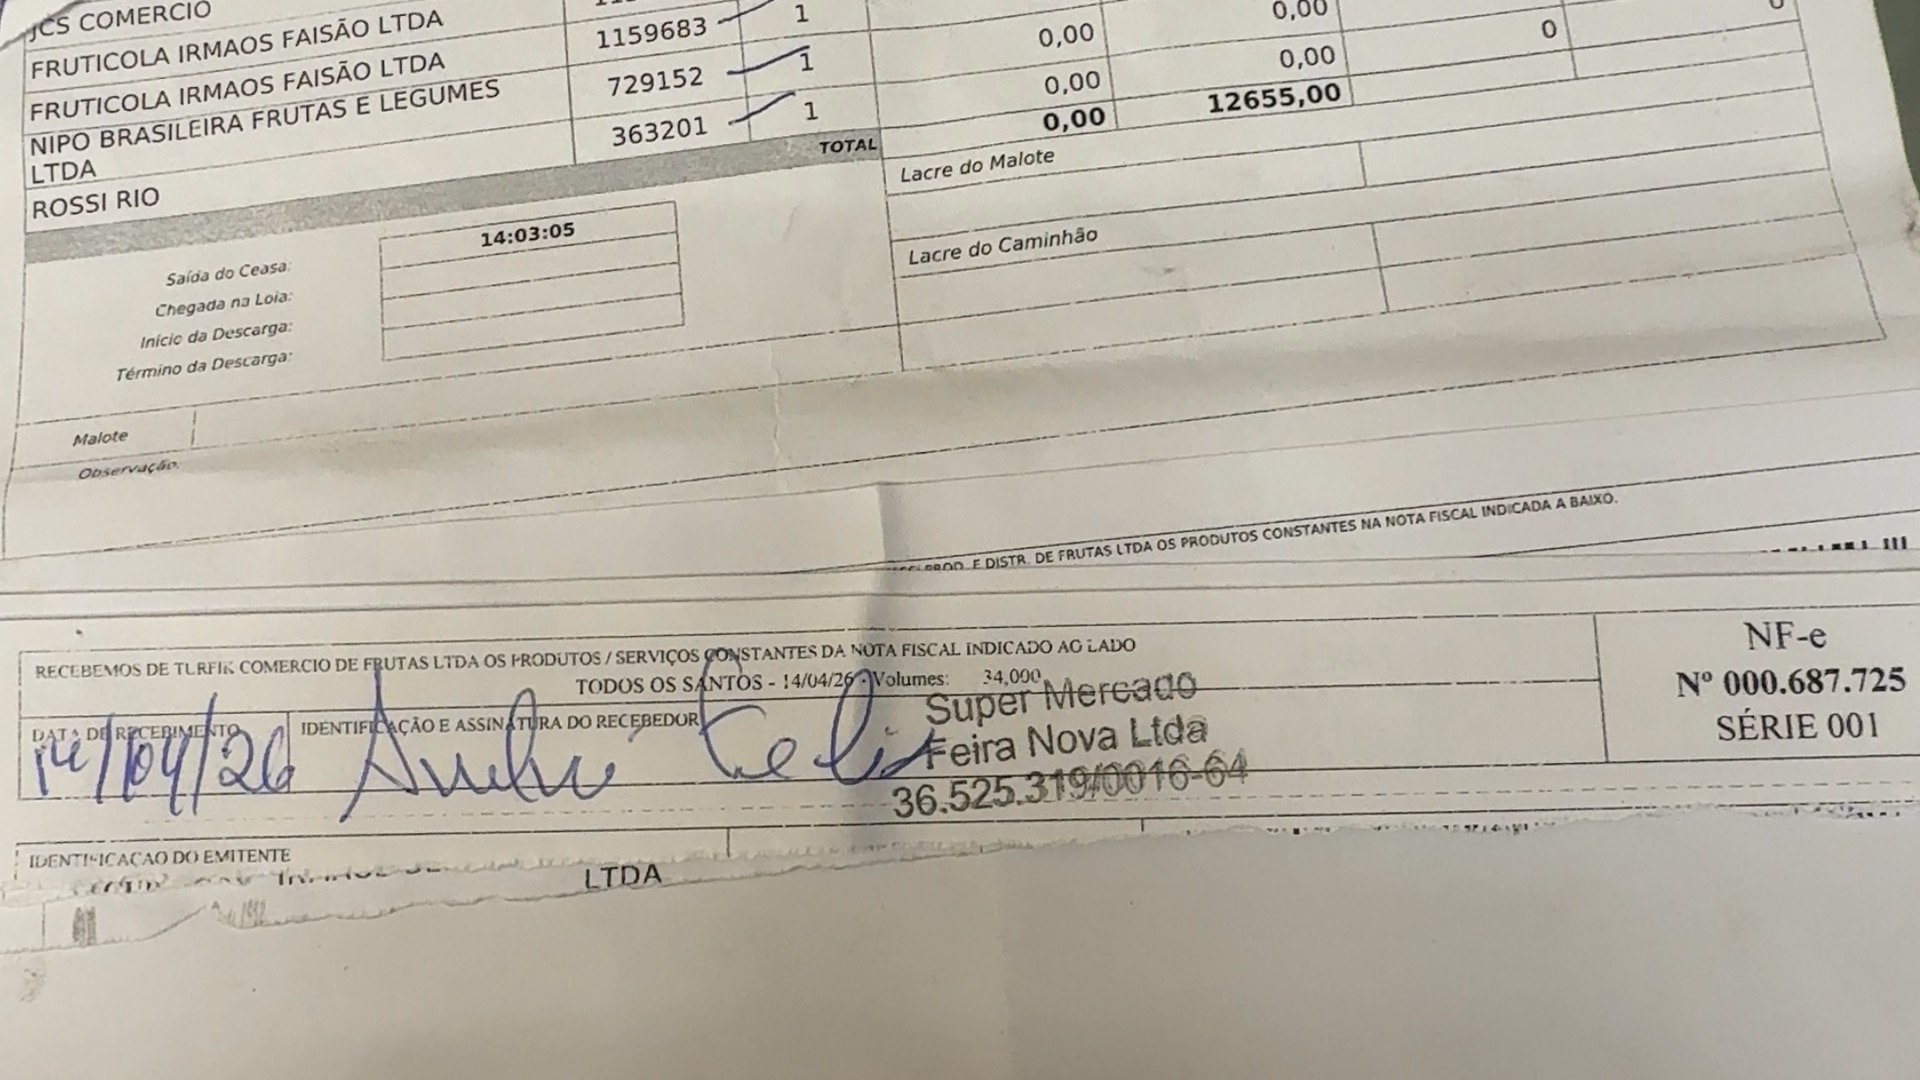 JCS COMERCIO
FRUTICOLA IRMAOS FAISÃO LTDA 1159683 1 0,00 0,00
FRUTICOLA IRMAOS FAISÃO LTDA 729152 1 0,00 0,00 0 0
NIPO BRASILEIRA FRUTAS E LEGUMES
LTDA 363201 1
ROSSI RIO
TOTAL 0,00 12655,00
Lacre do Malote
Lacre do Caminhão
Saída do Ceasa: 14:03:05
Chegada na Loja:
Início da Descarga:
Término da Descarga:
Malote
Observação.
PROD. E DISTR. DE FRUTAS LTDA OS PRODUTOS CONSTANTES NA NOTA FISCAL INDICADA A BAIXO.
RECEBEMOS DE TURFIK COMERCIO DE FRUTAS LTDA OS PRODUTOS / SERVIÇOS CONSTANTES DA NOTA FISCAL INDICADO AO LADO
TODOS OS SANTOS - 14/04/26 - Volumes: 34,000
NF-e
Nº 000.687.725
SÉRIE 001
DATA DE RECEBIMENTO
IDENTIFICAÇÃO E ASSINATURA DO RECEBEDOR
14/04/26
Super Mercado
Feira Nova Ltda
36.525.319/0016-64
IDENTIFICAÇAO DO EMITENTE
LTDA